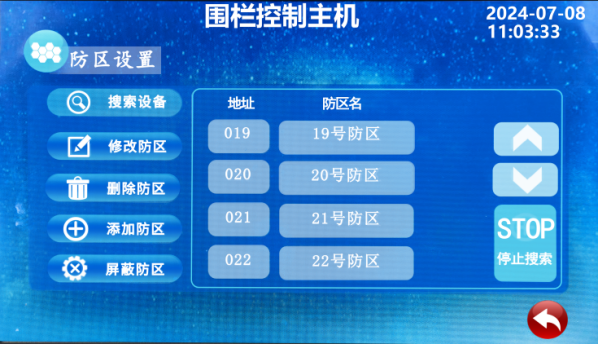 围栏控制主机
2024-07-08
11:03:33
防区设置
搜索设备
修改防区
删除防区
添加防区
屏蔽防区
地址 防区名
019 19号防区
020 20号防区
021 21号防区
022 22号防区
STOP
停止搜索